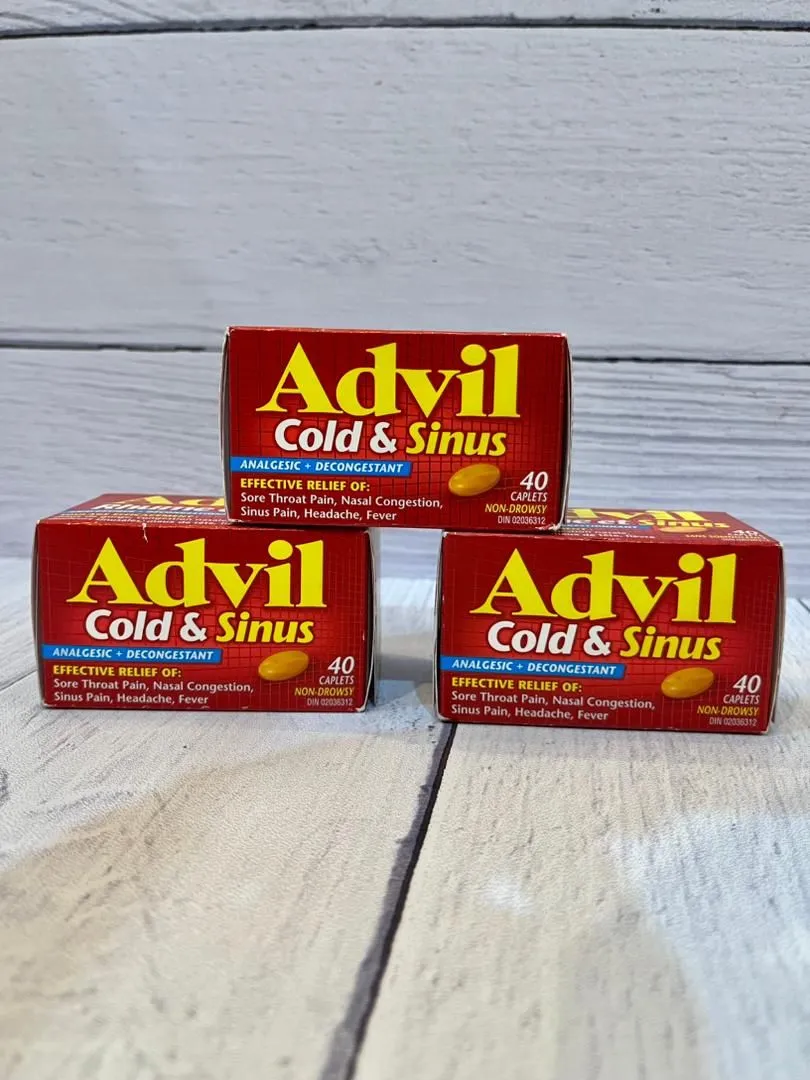 Advil
Cold & Sinus
ANALGESIC + DECONGESTANT
EFFECTIVE RELIEF OF:
Sore Throat Pain, Nasal Congestion,
Sinus Pain, Headache, Fever
40
CAPLETS
NON-DROWSY
DIN 02036312
Advil
Cold & Sinus
ANALGESIC + DECONGESTANT
EFFECTIVE RELIEF OF:
Sore Throat Pain, Nasal Congestion,
Sinus Pain, Headache, Fever
40
CAPLETS
NON-DROWSY
DIN 02036312
et Sinus
Advil
Cold & Sinus
ANALGESIC + DECONGESTANT
EFFECTIVE RELIEF OF:
Sore Throat Pain, Nasal Congestion,
Sinus Pain, Headache, Fever
40
CAPLETS
NON-DROWSY
DIN 02036312